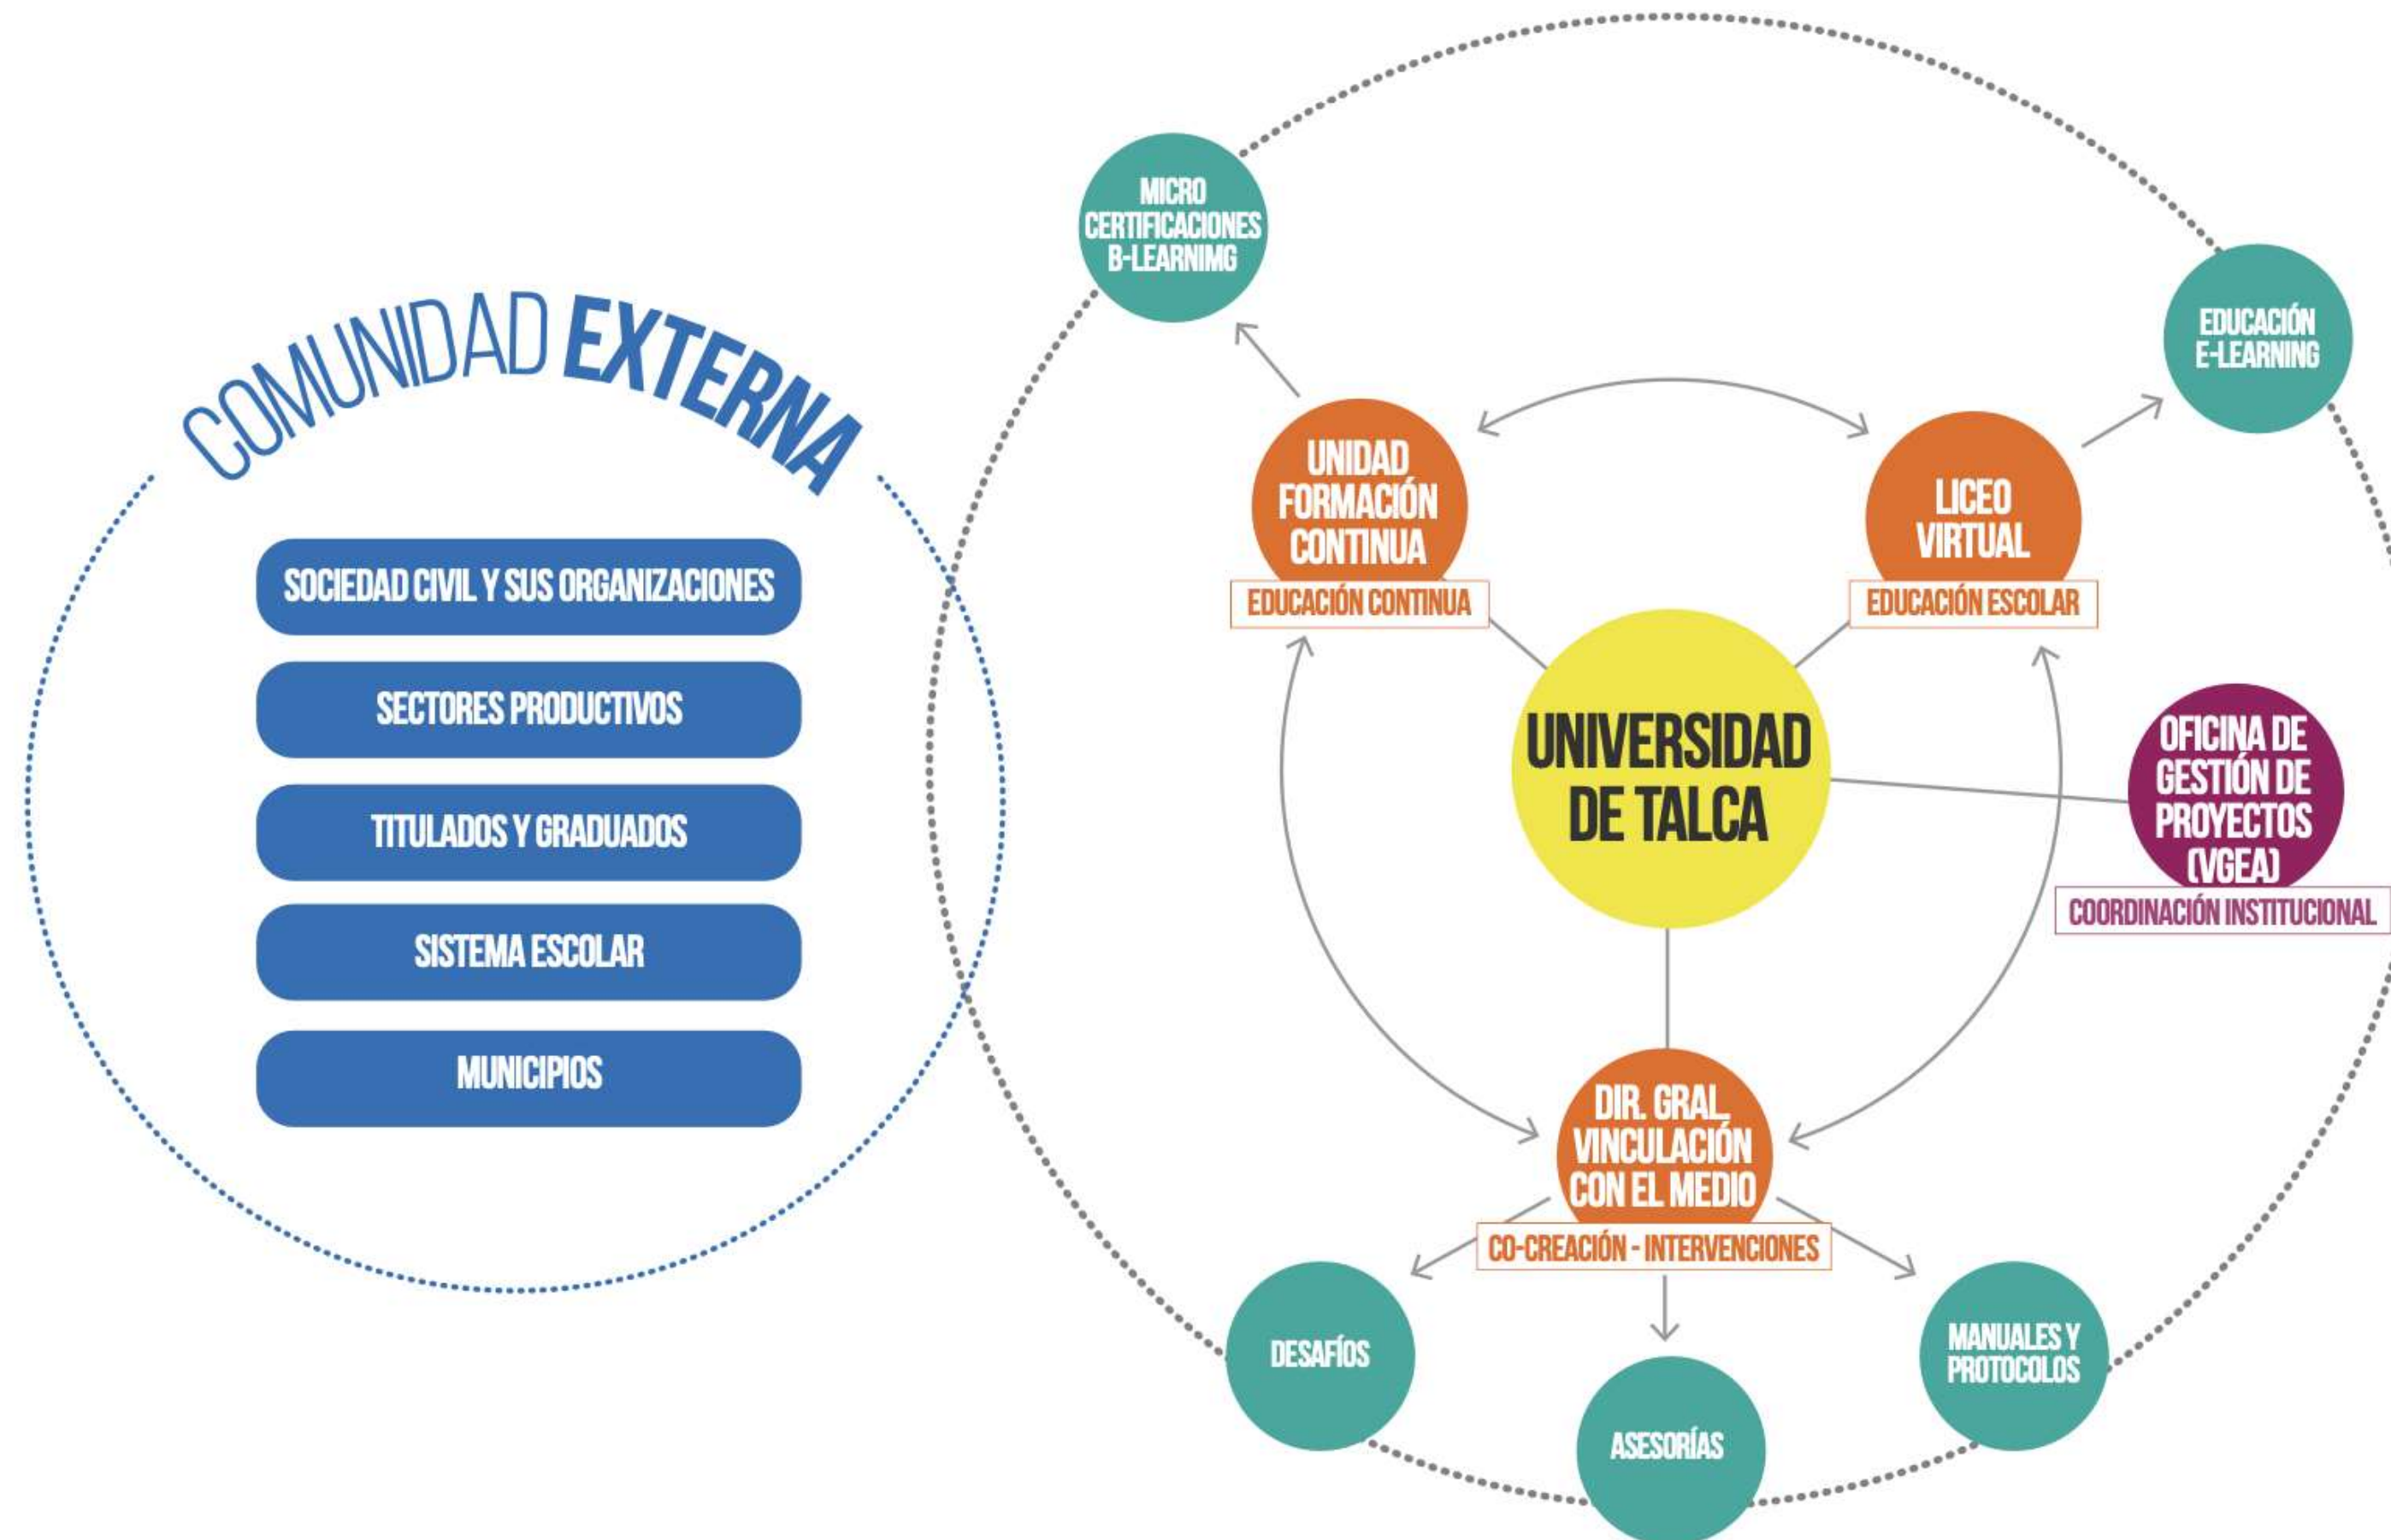 COMUNIDAD EXTERNA
SOCIEDAD CIVIL Y SUS ORGANIZACIONES
SECTORES PRODUCTIVOS
TITULADOS Y GRADUADOS
SISTEMA ESCOLAR
MUNICIPIOS
MICRO
CERTIFICACIONES
B-LEARNIMG
EDUCACIÓN
E-LEARNING
UNIDAD
FORMACIÓN
CONTINUA
EDUCACIÓN CONTINUA
LICEO
VIRTUAL
EDUCACIÓN ESCOLAR
UNIVERSIDAD
DE TALCA
OFICINA DE
GESTIÓN DE
PROYECTOS
(VGEA)
COORDINACIÓN INSTITUCIONAL
DIR. GRAL.
VINCULACIÓN
CON EL MEDIO
CO-CREACIÓN - INTERVENCIONES
DESAFÍOS
ASESORÍAS
MANUALES Y
PROTOCOLOS